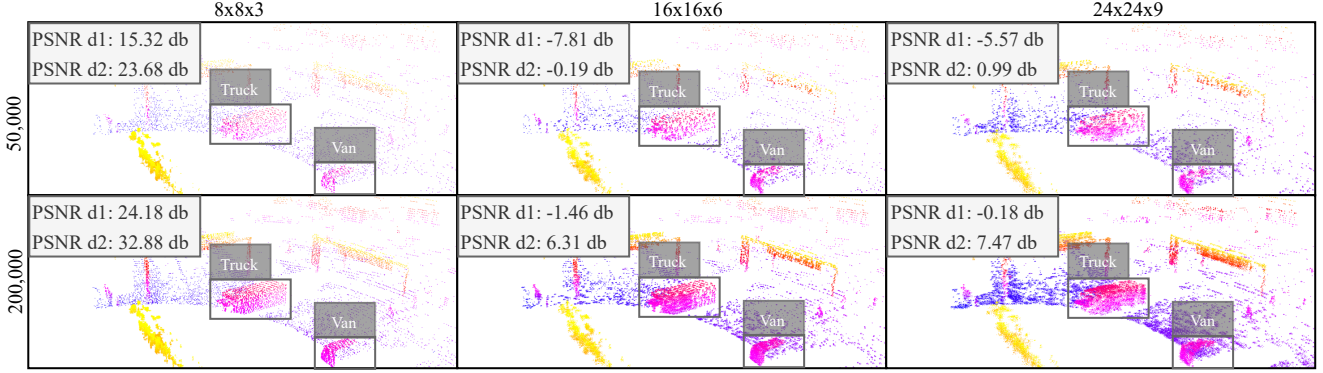 8x8x3
16x16x6
24x24x9
50,000
PSNR d1: 15.32 db
PSNR d2: 23.68 db
Truck
Van
PSNR d1: -7.81 db
PSNR d2: -0.19 db
Truck
Van
PSNR d1: -5.57 db
PSNR d2: 0.99 db
Truck
Van
200,000
PSNR d1: 24.18 db
PSNR d2: 32.88 db
Truck
Van
PSNR d1: -1.46 db
PSNR d2: 6.31 db
Truck
Van
PSNR d1: -0.18 db
PSNR d2: 7.47 db
Truck
Van